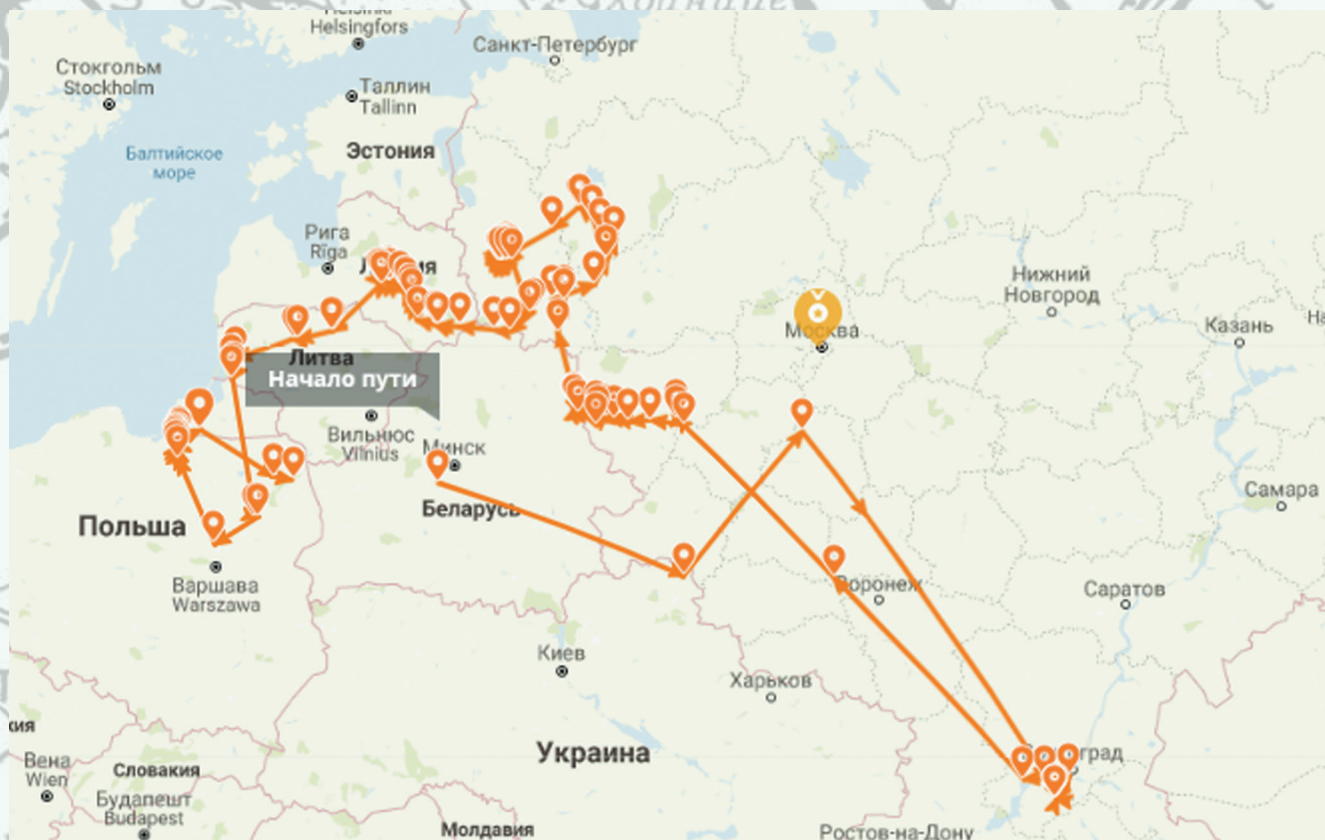 Helsingfors
Санкт-Петербург
Стокгольм
Stockholm
Таллин
Tallinn
Эстония
Балтийское
море
Рига
Rīga
Нижний
Новгород
Казань
Москва
Литва
Начало пути
Вильнюс
Vilnius
Минск
Беларусь
Самара
Польша
Варшава
Warszawa
Воронеж
Саратов
Киев
Харьков
Украина
Вена
Wien
Словакия
Будапешт
Budapest
Молдавия
Ростов-на-Дону